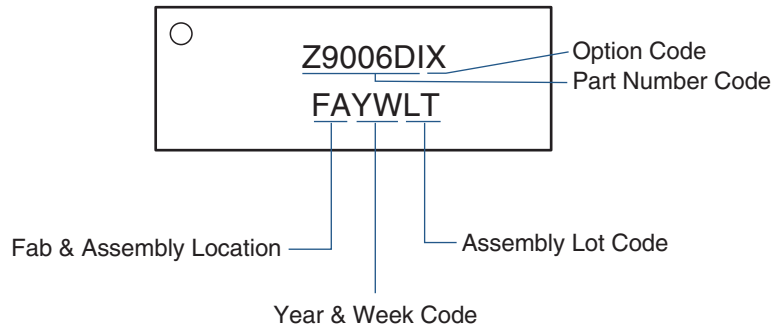 Z9006DIX
Option Code
Part Number Code
FAYWLT
Fab & Assembly Location
Assembly Lot Code
Year & Week Code